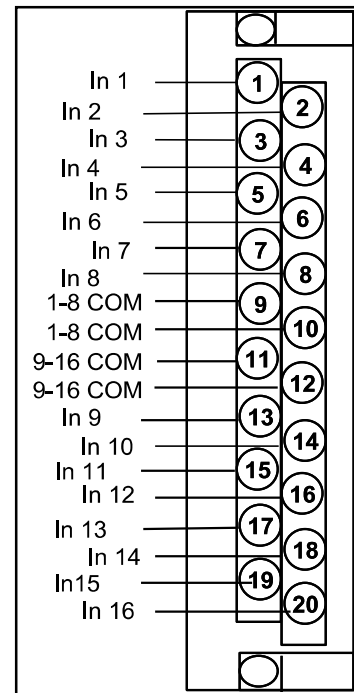 In 1 1
In 2 2
In 3 3
In 4 4
In 5 5
In 6 6
In 7 7
In 8 8
1-8 COM 9
1-8 COM 10
9-16 COM 11
9-16 COM 12
In 9 13
In 10 14
In 11 15
In 12 16
In 13 17
In 14 18
In15 19
In 16 20